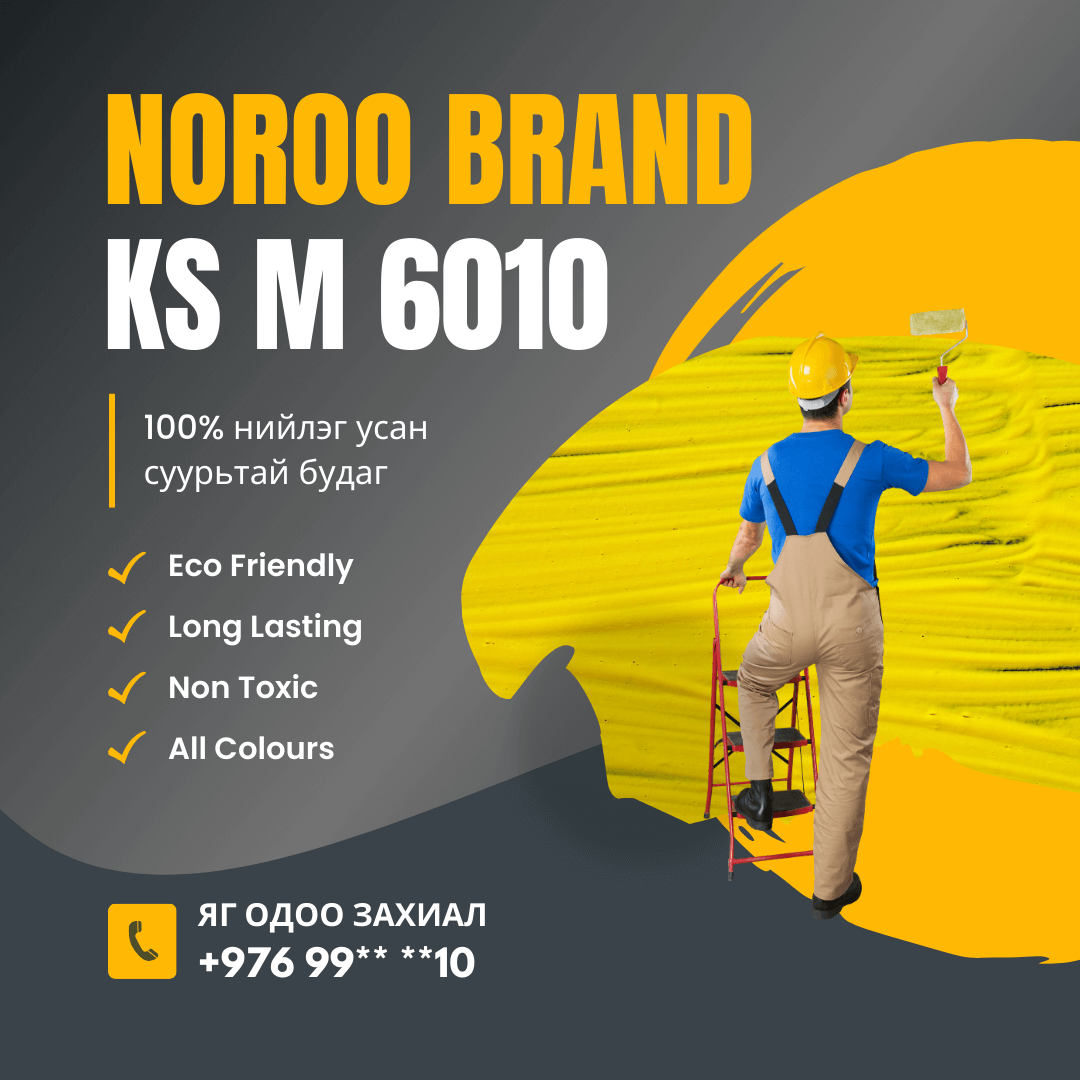 NOROO BRAND
KS M 6010
100% нийлэг усан
суурьтай будаг
Eco Friendly
Long Lasting
Non Toxic
All Colours
ЯГ ОДОО ЗАХИАЛ
+976 99** **10